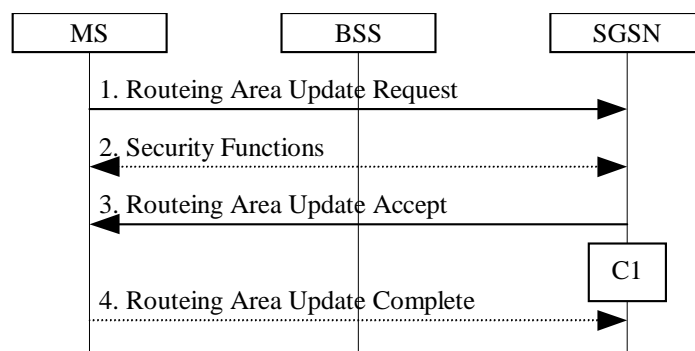 MS BSS SGSN
1. Routeing Area Update Request
2. Security Functions
3. Routeing Area Update Accept
C1
4. Routeing Area Update Complete